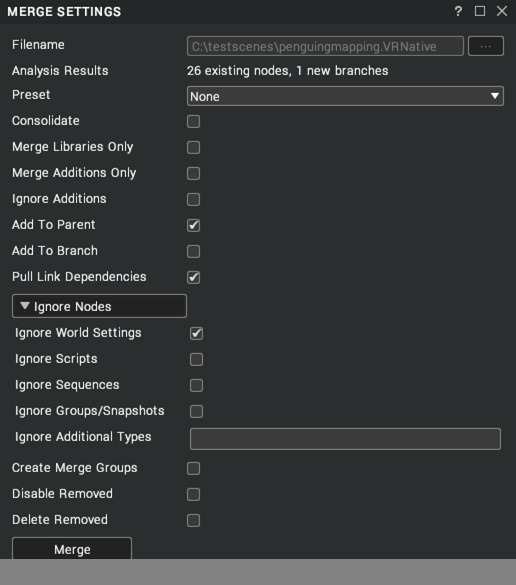 MERGE SETTINGS ?
Filename C:\testscenes\penguingmapping.VRNative ...
Analysis Results 26 existing nodes, 1 new branches
Preset None
Consolidate
Merge Libraries Only
Merge Additions Only
Ignore Additions
Add To Parent
Add To Branch
Pull Link Dependencies
Ignore Nodes
Ignore World Settings
Ignore Scripts
Ignore Sequences
Ignore Groups/Snapshots
Ignore Additional Types
Create Merge Groups
Disable Removed
Delete Removed
Merge